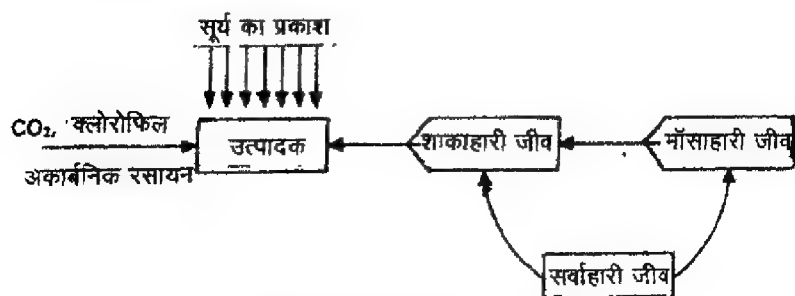 सूर्य का प्रकाश
CO₂, क्लोरोफिल
अकार्बनिक रसायन
उत्पादक
शाकाहारी जीव
माँसाहारी जीव
सर्वाहारी जीव